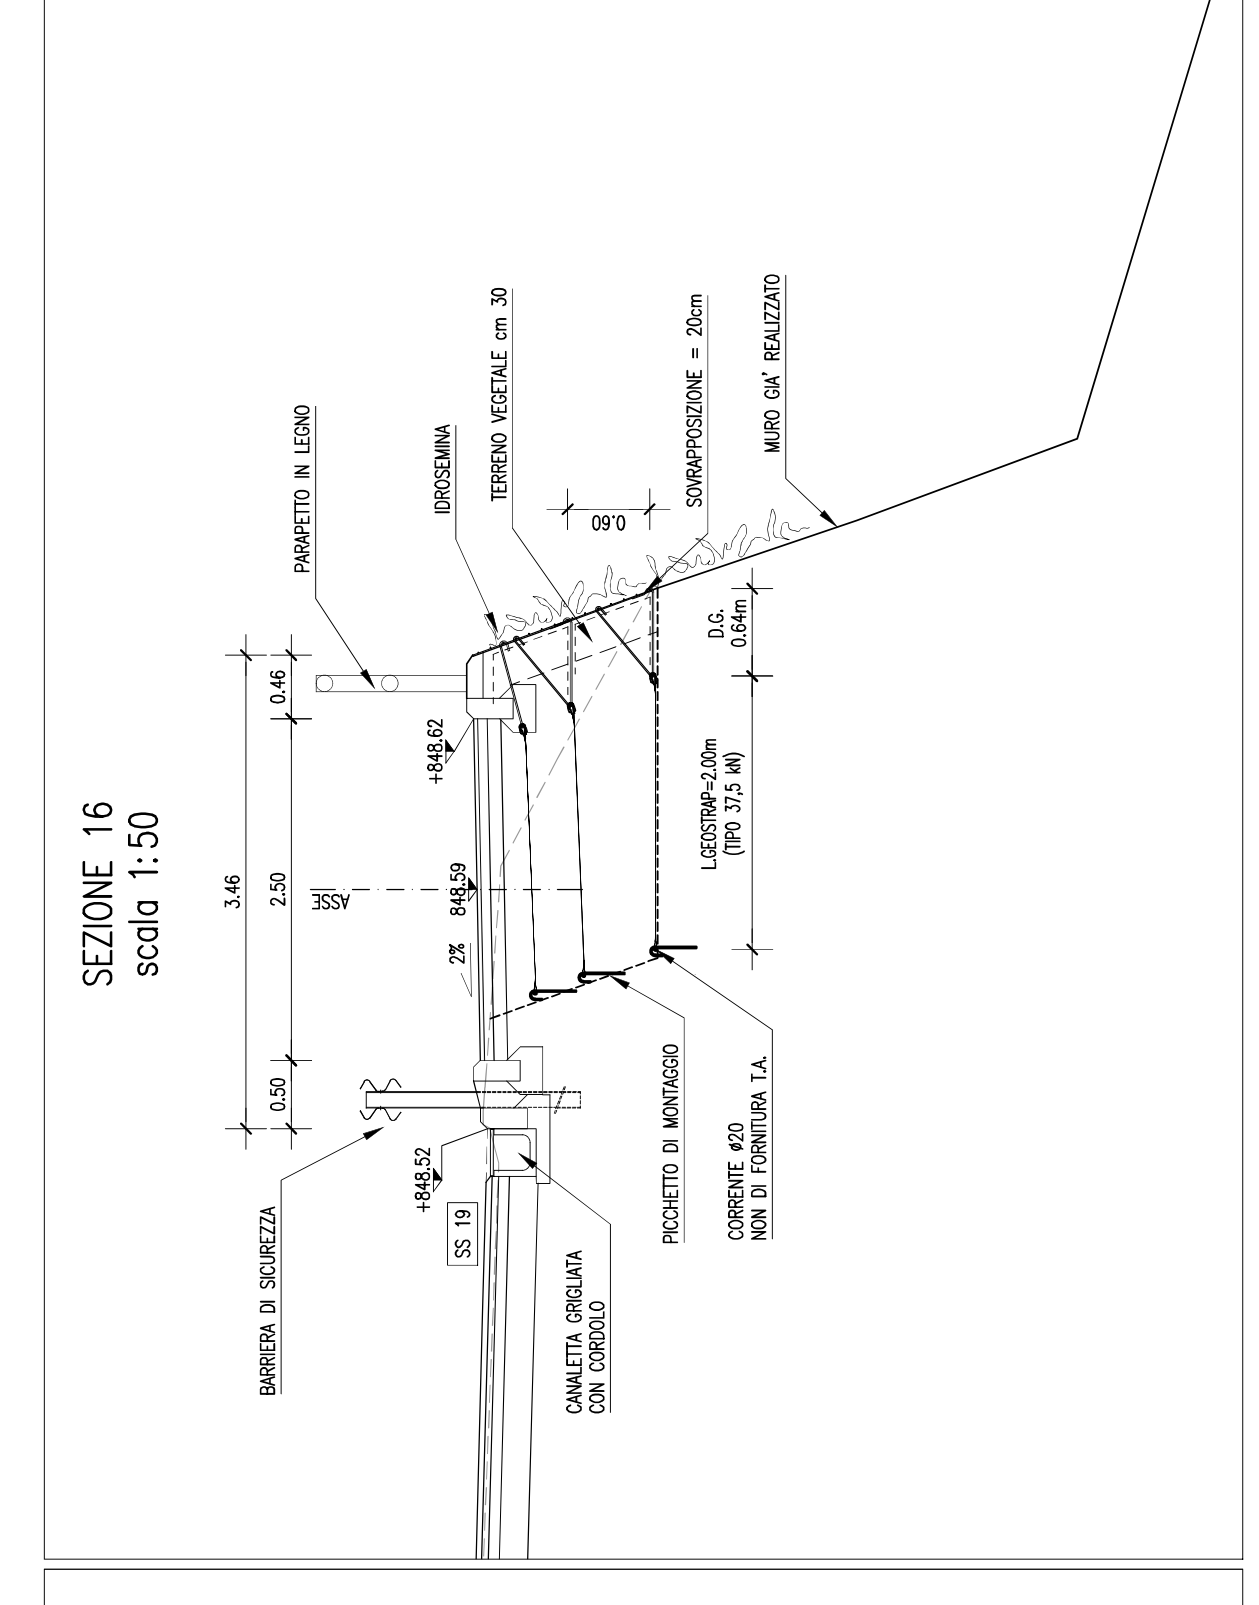 SEZIONE 16
scala 1:50
3.46
0.50
2.50
0.46
BARRIERA DI SICUREZZA
PARAPETTO IN LEGNO
ASSE
+848.52
SS 19
2%
848.59
+848.62
IDROSEMINA
TERRENO VEGETALE cm 30
0.60
CANALETTA GRIGLIATA
CON CORDOLO
PICCHETTO DI MONTAGGIO
CORRENTE ø20
NON DI FORNITURA T.A.
L.GEOSTRAP=2.00m
(TIPO 37,5 kN)
D.G.
0.64m
SOVRAPPOSIZIONE = 20cm
MURO GIA' REALIZZATO